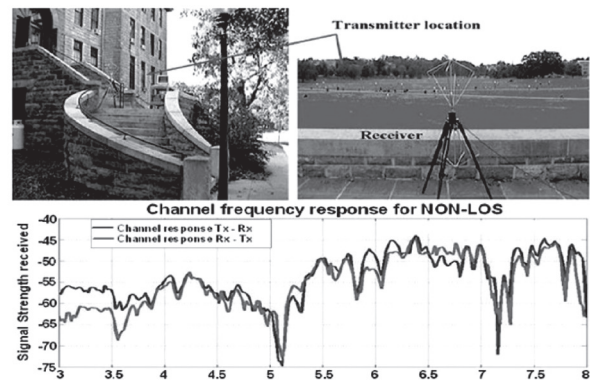 Transmitter location
Receiver
Channel frequency response for NON-LOS
Signal Strength received
-40
-45
-50
-55
-60
-65
-70
-75
Channel response Tx - Rx
Channel response Rx - Tx
3 3.5 4 4.5 5 5.5 6 6.5 7 7.5 8